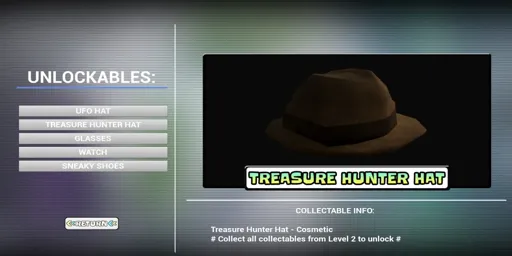 UNLOCKABLES:
UFO HAT
TREASURE HUNTER HAT
GLASSES
WATCH
SNEAKY SHOES
RETURN
TREASURE HUNTER HAT
COLLECTABLE INFO:
Treasure Hunter Hat - Cosmetic
# Collect all collectables from Level 2 to unlock #